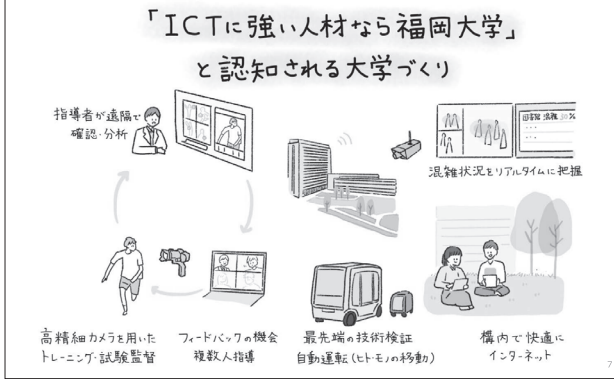 「ICTに強い人材なら福岡大学」
と認知される大学づくり
指導者が遠隔で
確認・分析
図書館 混雑 30%
混雑状況をリアルタイムに把握
高精細カメラを用いた
トレーニング・試験監督
フィードバックの機会
複数人指導
最先端の技術検証
自動運転(ヒト・モノの移動)
構内で快適に
インターネット
7